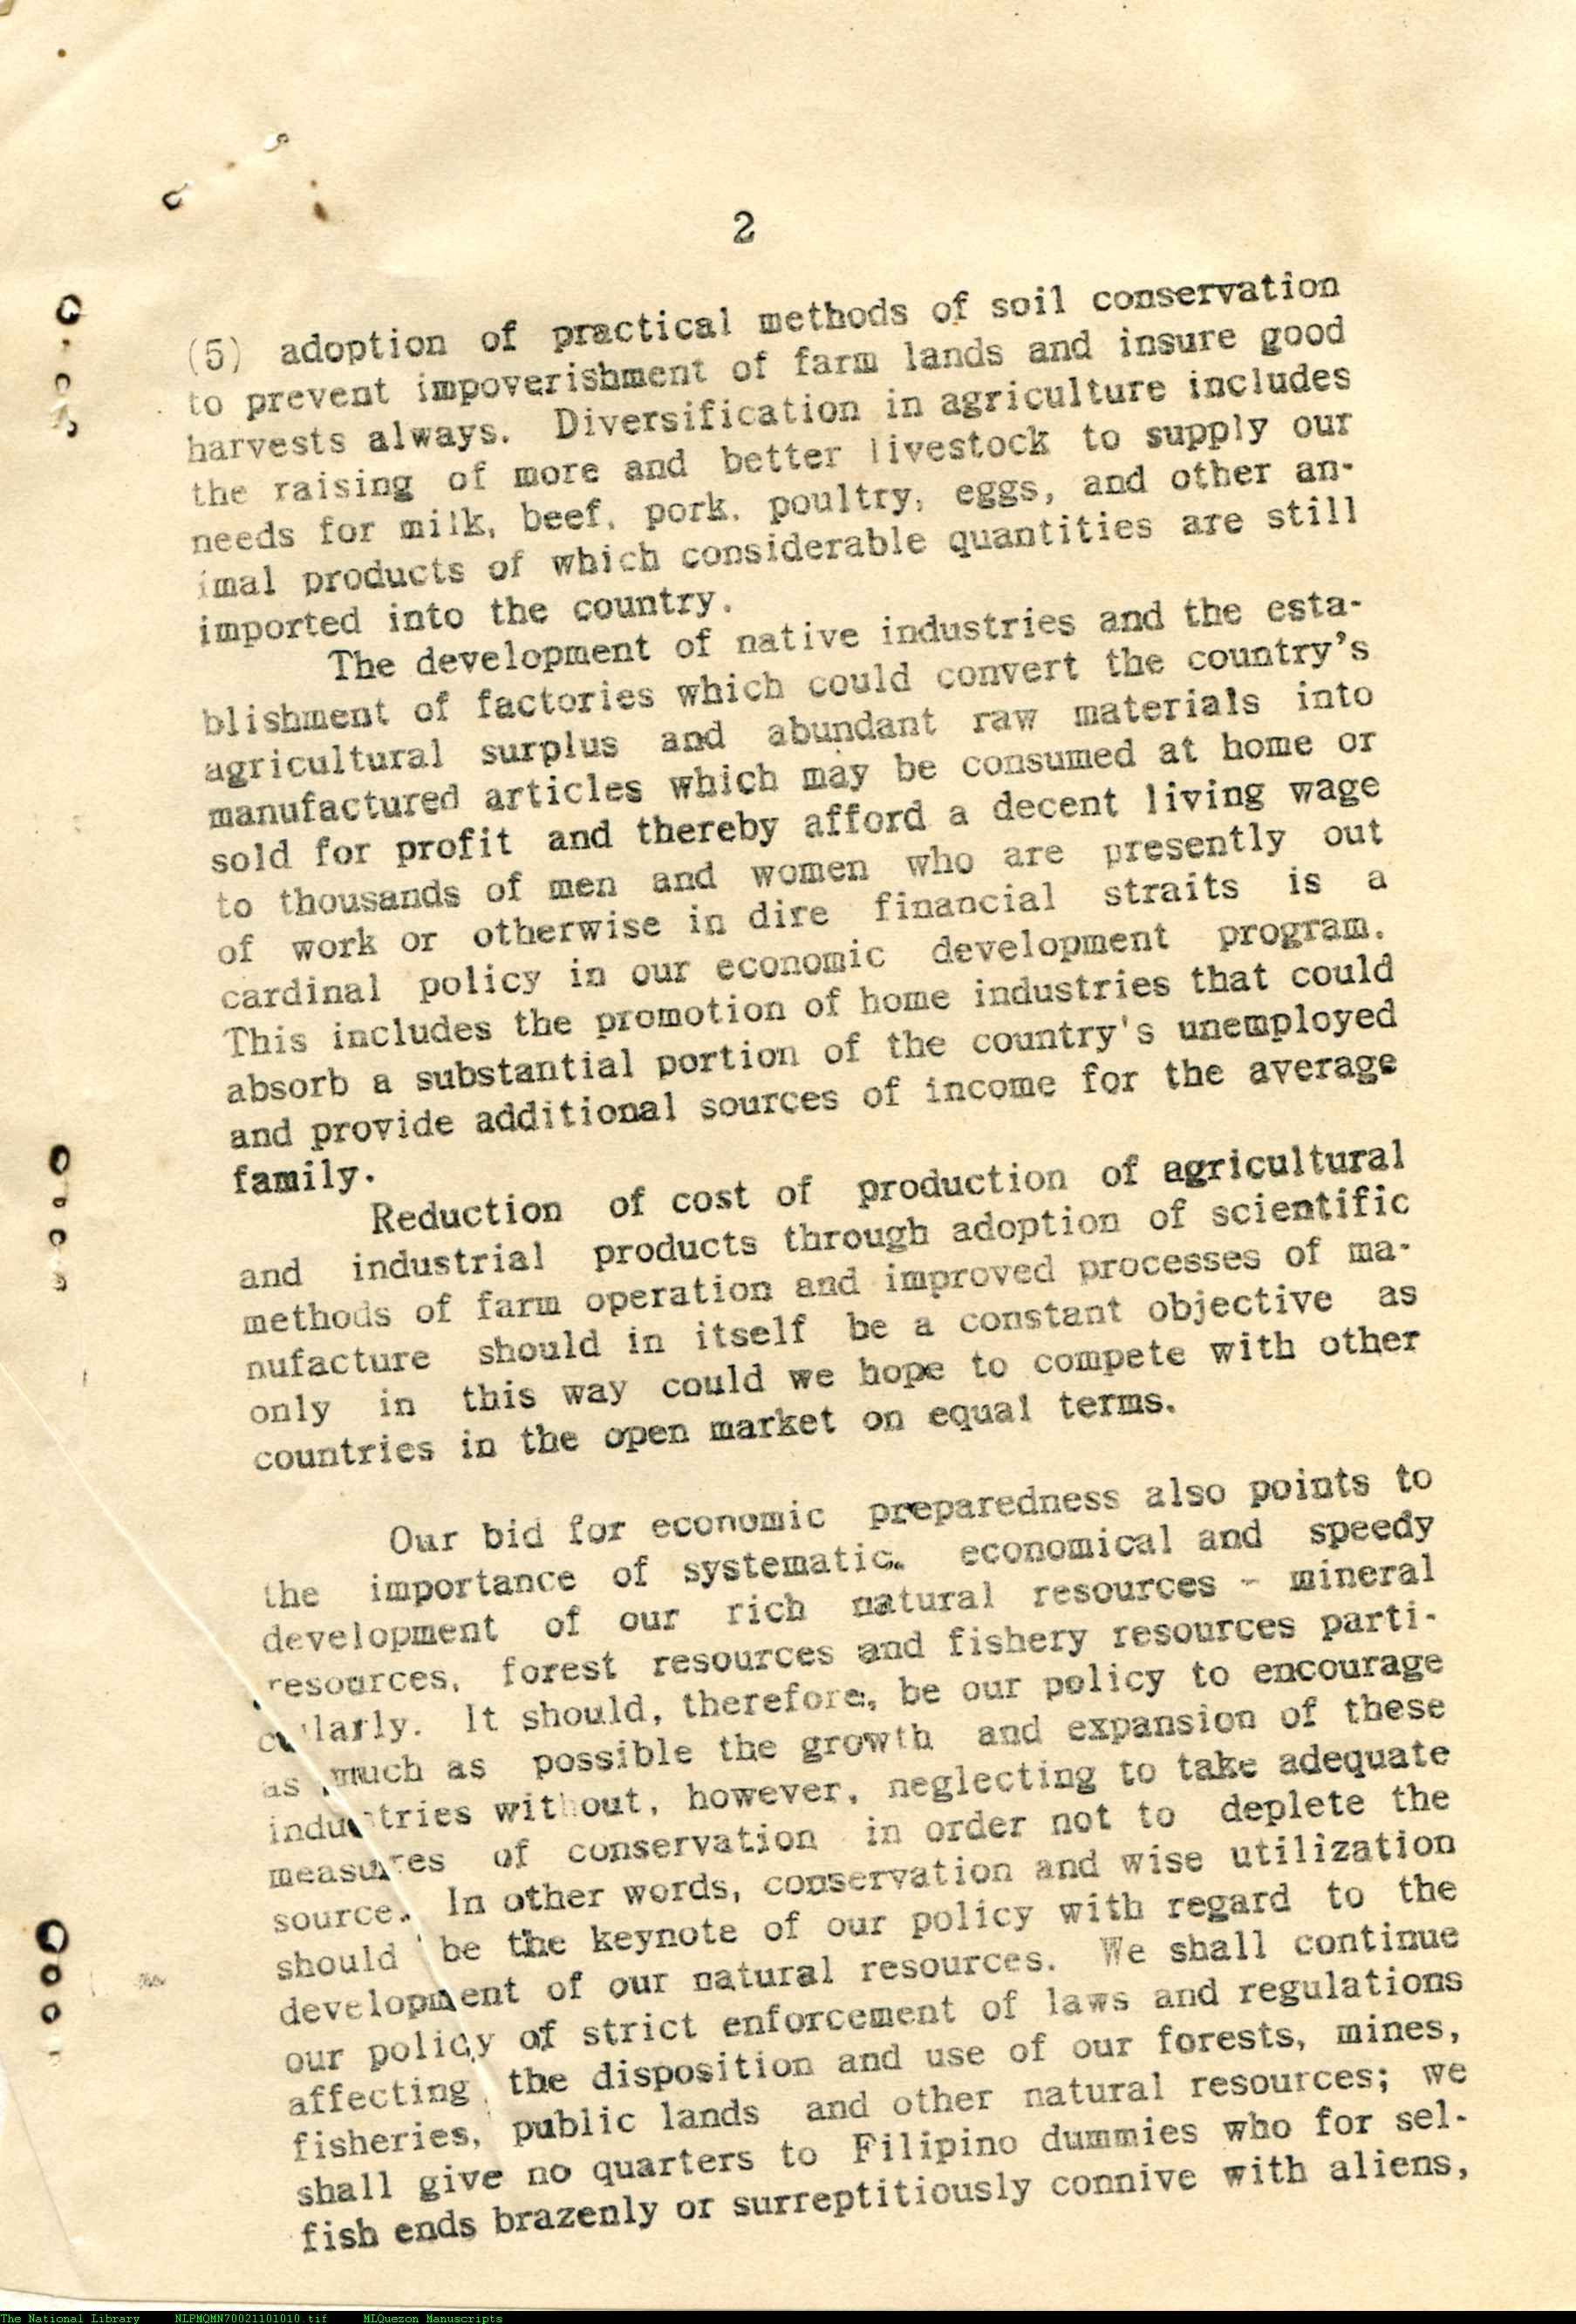 2
(5) adoption of practical methods of soil conservation
to prevent impoverishment of farm lands and insure good
harvests always. Diversification in agriculture includes
the raising of more and better livestock to supply our
needs for milk, beef, pork, poultry, eggs, and other an-
imal products of which considerable quantities are still
imported into the country.
The development of native industries and the esta-
blishment of factories which could convert the country's
agricultural surplus and abundant raw materials into
manufactured articles which may be consumed at home or
sold for profit and thereby afford a decent living wage
to thousands of men and women who are presently out
of work or otherwise in dire financial straits is a
cardinal policy in our economic development program.
This includes the promotion of home industries that could
absorb a substantial portion of the country's unemployed
and provide additional sources of income for the average
family.
Reduction of cost of production of agricultural
and industrial products through adoption of scientific
methods of farm operation and improved processes of ma-
nufacture should in itself be a constant objective as
only in this way could we hope to compete with other
countries in the open market on equal terms.
Our bid for economic preparedness also points to
the importance of systematic, economical and speedy
development of our rich natural resources - mineral
resources, forest resources and fishery resources parti-
cularly. It should, therefore, be our policy to encourage
as much as possible the growth and expansion of these
industries without, however, neglecting to take adequate
measures of conservation in order not to deplete the
source. In other words, conservation and wise utilization
should be the keynote of our policy with regard to the
development of our natural resources. We shall continue
our policy of strict enforcement of laws and regulations
affecting the disposition and use of our forests, mines,
fisheries, public lands and other natural resources; we
shall give no quarters to Filipino dummies who for sel-
fish ends brazenly or surreptitiously connive with aliens,
The National Library NLPMQMN70021101010.tif MLQuezon Manuscripts